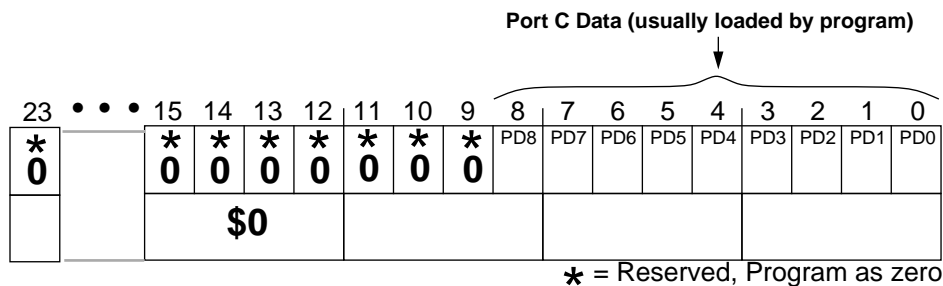 Port C Data (usually loaded by program)
23 • • • 15 14 13 12 11 10 9 8 7 6 5 4 3 2 1 0
* * * * * * * * PD8 PD7 PD6 PD5 PD4 PD3 PD2 PD1 PD0
0 0 0 0 0 0 0 0
$0
* = Reserved, Program as zero